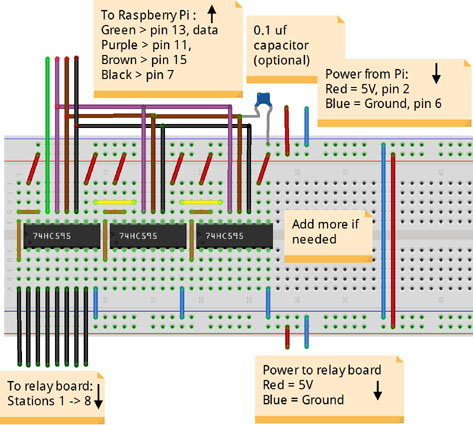 To Raspberry Pi :
Green > pin 13, data
Purple > pin 11,
Brown > pin 15
Black > pin 7
0.1 uf
capacitor
(optional)
Power from Pi:
Red = 5V, pin 2
Blue = Ground, pin 6
74HC595
74HC595
74HC595
Add more if
needed
To relay board:
Stations 1 -> 8
Power to relay board
Red = 5V
Blue = Ground